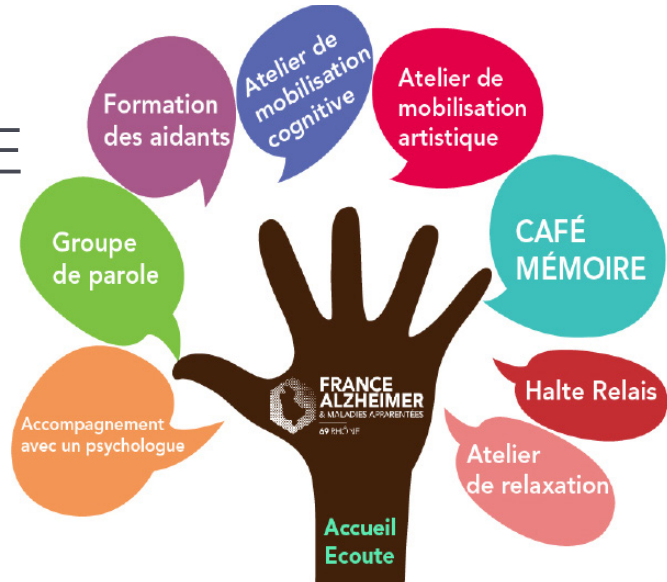 Atelier de
mobilisation
cognitive
Atelier de
mobilisation
artistique
Formation
des aidants
CAFÉ
MÉMOIRE
Groupe
de parole
Halte Relais
FRANCE
ALZHEIMER
& MALADIES APPARENTÉES
69 RHÔNE
Accompagnement
avec un psychologue
Atelier
de relaxation
Accueil
Ecoute